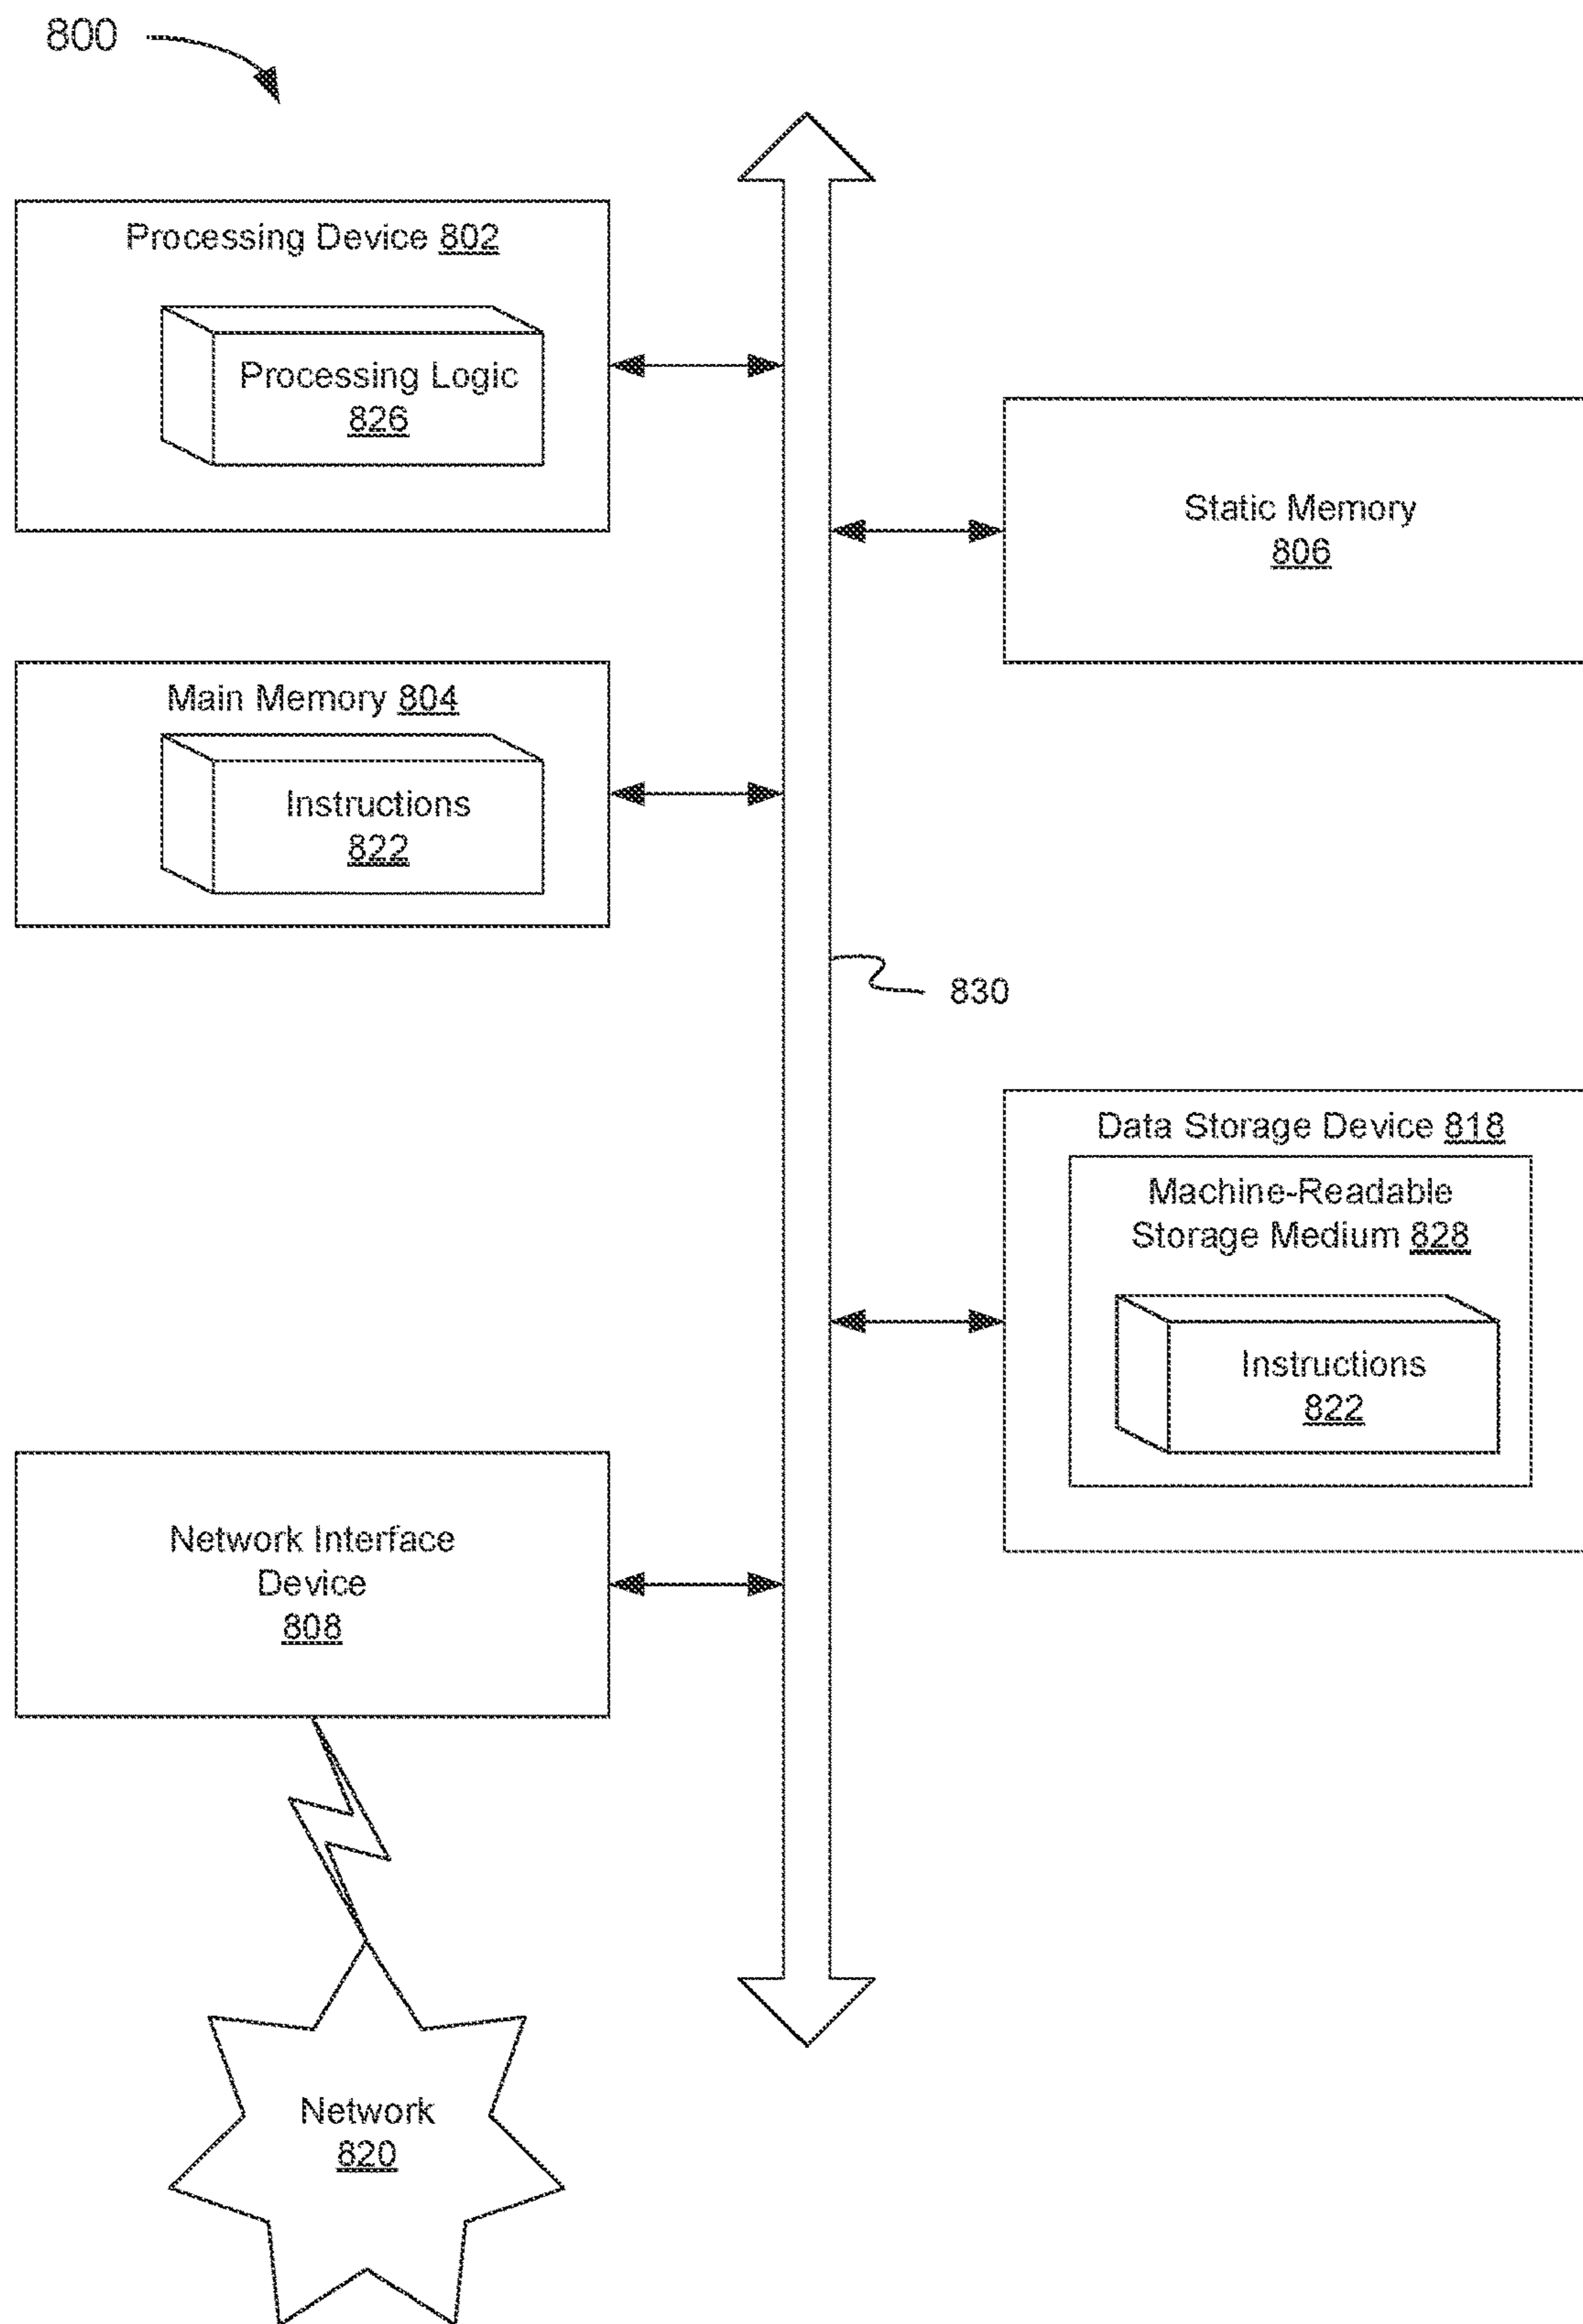 800
Processing Device 802
Processing Logic
826
Static Memory
806
Main Memory 804
Instructions
822
830
Data Storage Device 818
Machine-Readable
Storage Medium 828
Instructions
822
Network Interface
Device
808
Network
820